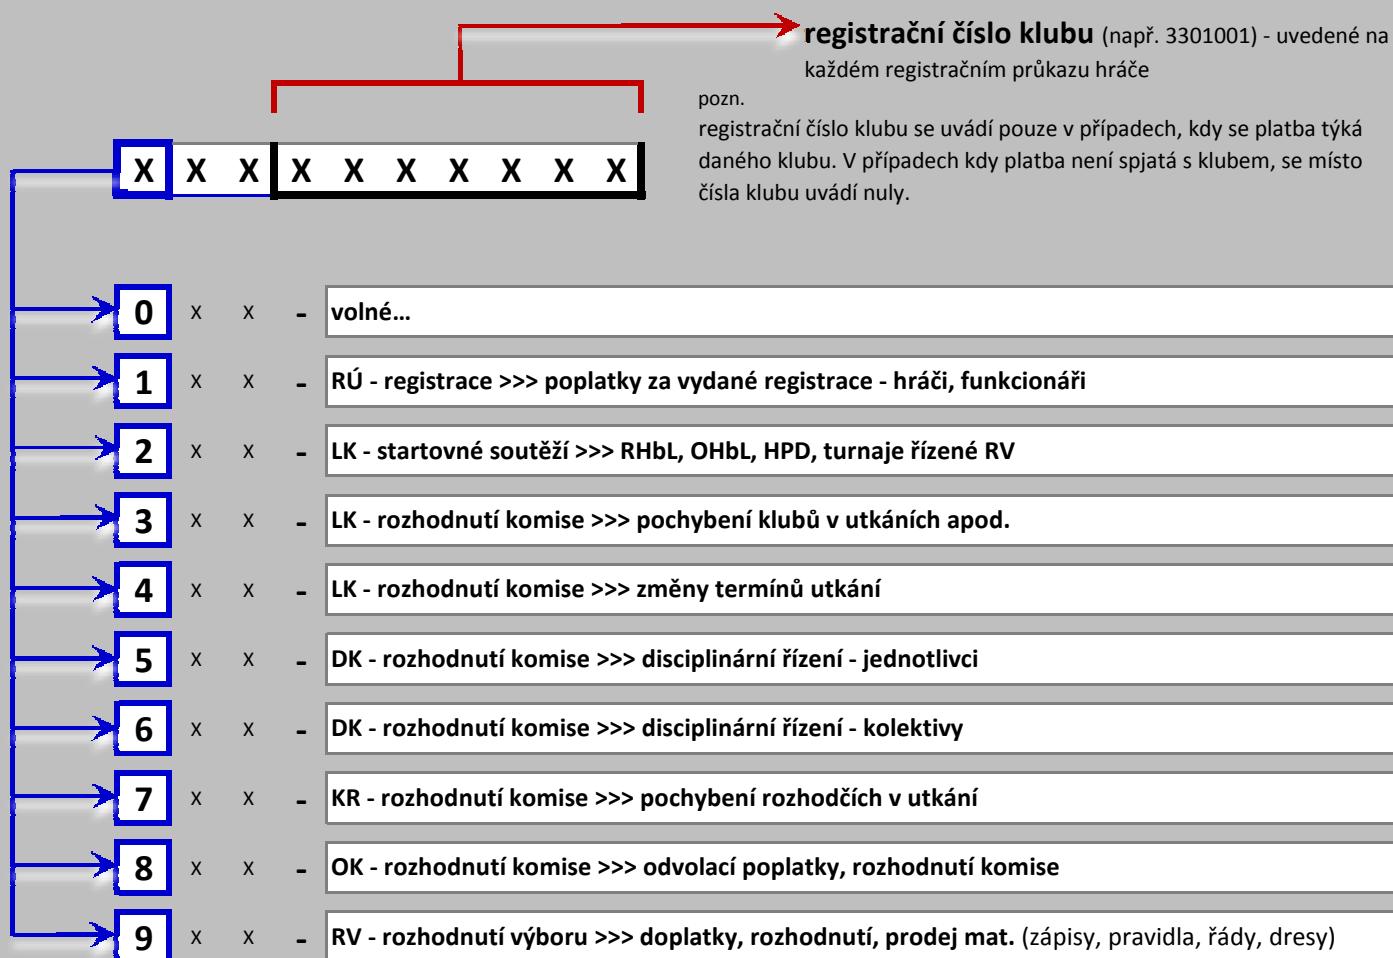 registrační číslo klubu (např. 3301001) - uvedené na
každém registračním průkazu hráče
pozn.
registrační číslo klubu se uvádí pouze v případech, kdy se platba týká
daného klubu. V případech kdy platba není spjatá s klubem, se místo
čísla klubu uvádí nuly.
X X X X X X X X X X
0 x x - volné...
1 x x - RÚ - registrace >>> poplatky za vydané registrace - hráči, funkcionáři
2 x x - LK - startovné soutěží >>> RHbL, OHbL, HPD, turnaje řízené RV
3 x x - LK - rozhodnutí komise >>> pochybení klubů v utkáních apod.
4 x x - LK - rozhodnutí komise >>> změny termínů utkání
5 x x - DK - rozhodnutí komise >>> disciplinární řízení - jednotlivci
6 x x - DK - rozhodnutí komise >>> disciplinární řízení - kolektivy
7 x x - KR - rozhodnutí komise >>> pochybení rozhodčích v utkání
8 x x - OK - rozhodnutí komise >>> odvolací poplatky, rozhodnutí komise
9 x x - RV - rozhodnutí výboru >>> doplatky, rozhodnutí, prodej mat. (zápisy, pravidla, řády, dresy)